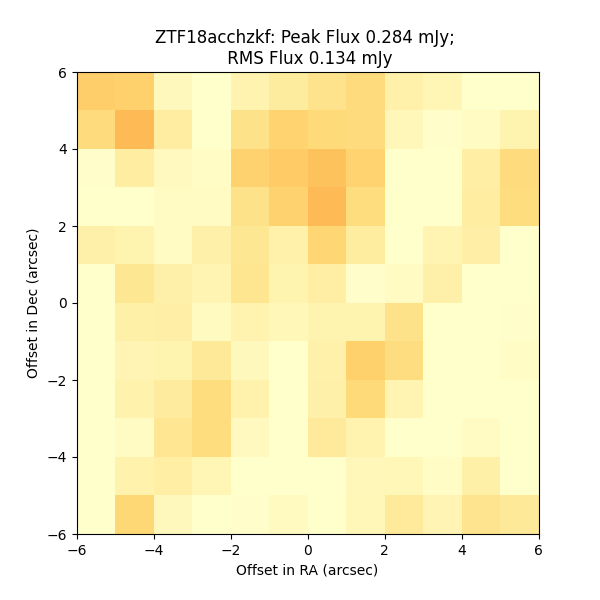 ZTF18acchzkf: Peak Flux 0.284 mJy;
RMS Flux 0.134 mJy
6
4
2
0
−2
−4
−6
Offset in Dec (arcsec)
−6 −4 −2 0 2 4 6
Offset in RA (arcsec)